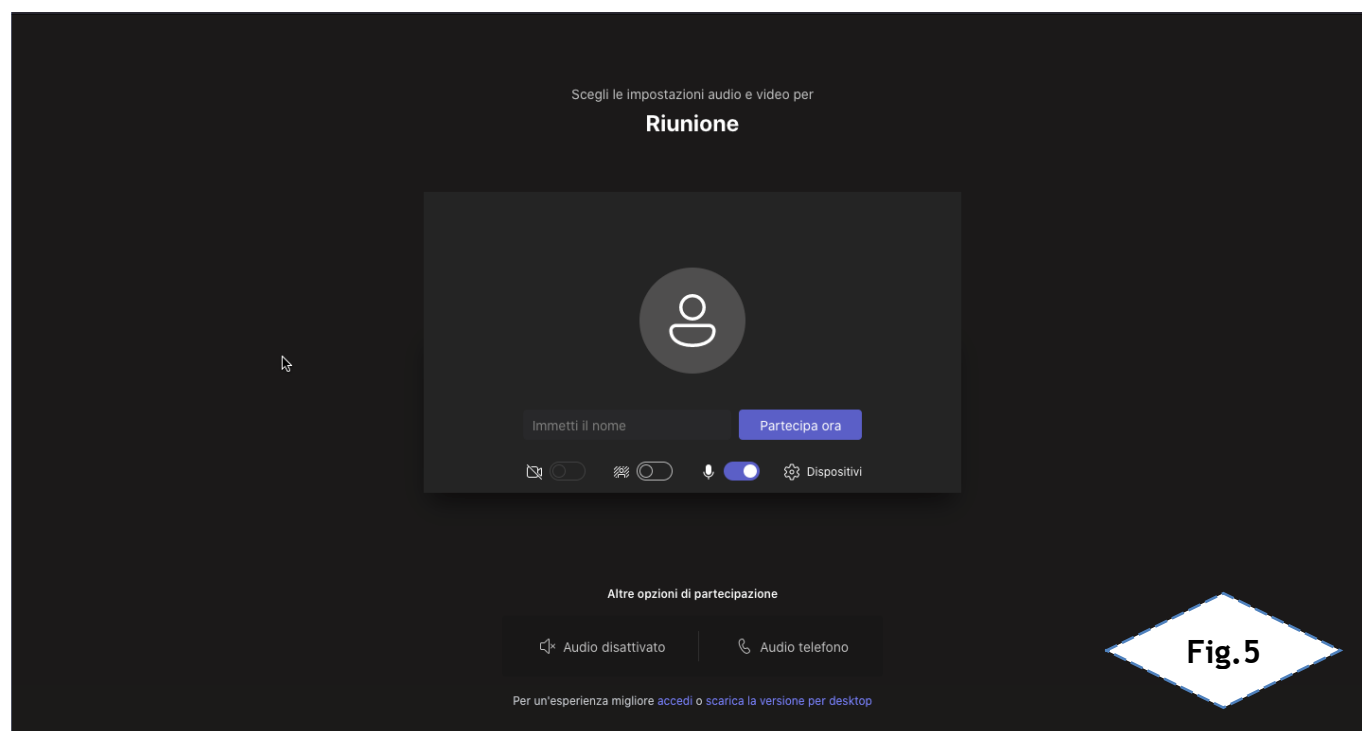 Scegli le impostazioni audio e video per
Riunione
Immetti il nome
Partecipa ora
Dispositivi
Altre opzioni di partecipazione
Audio disattivato
Audio telefono
Per un'esperienza migliore accedi o scarica la versione per desktop
Fig.5